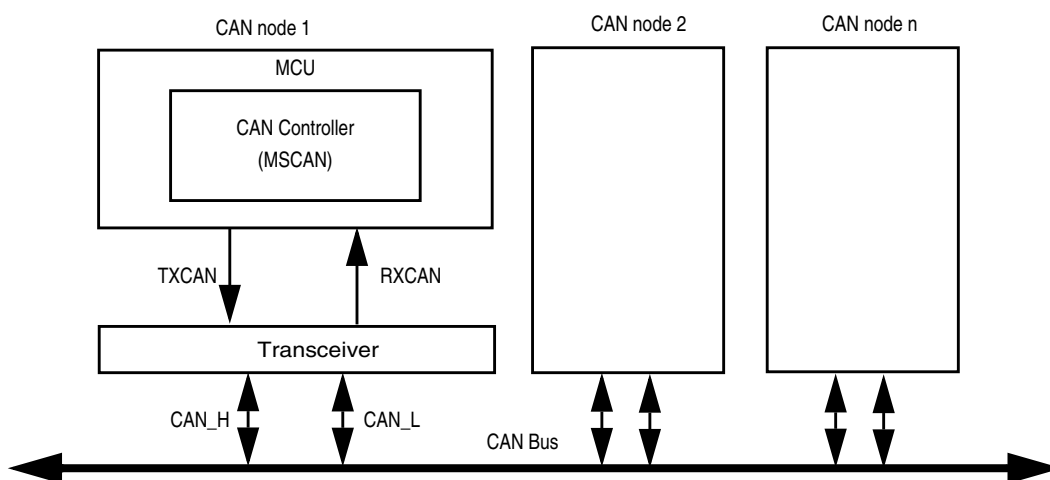 CAN node 1
CAN node 2
CAN node n
MCU
CAN Controller
(MSCAN)
TXCAN
RXCAN
Transceiver
CAN_H
CAN_L
CAN Bus